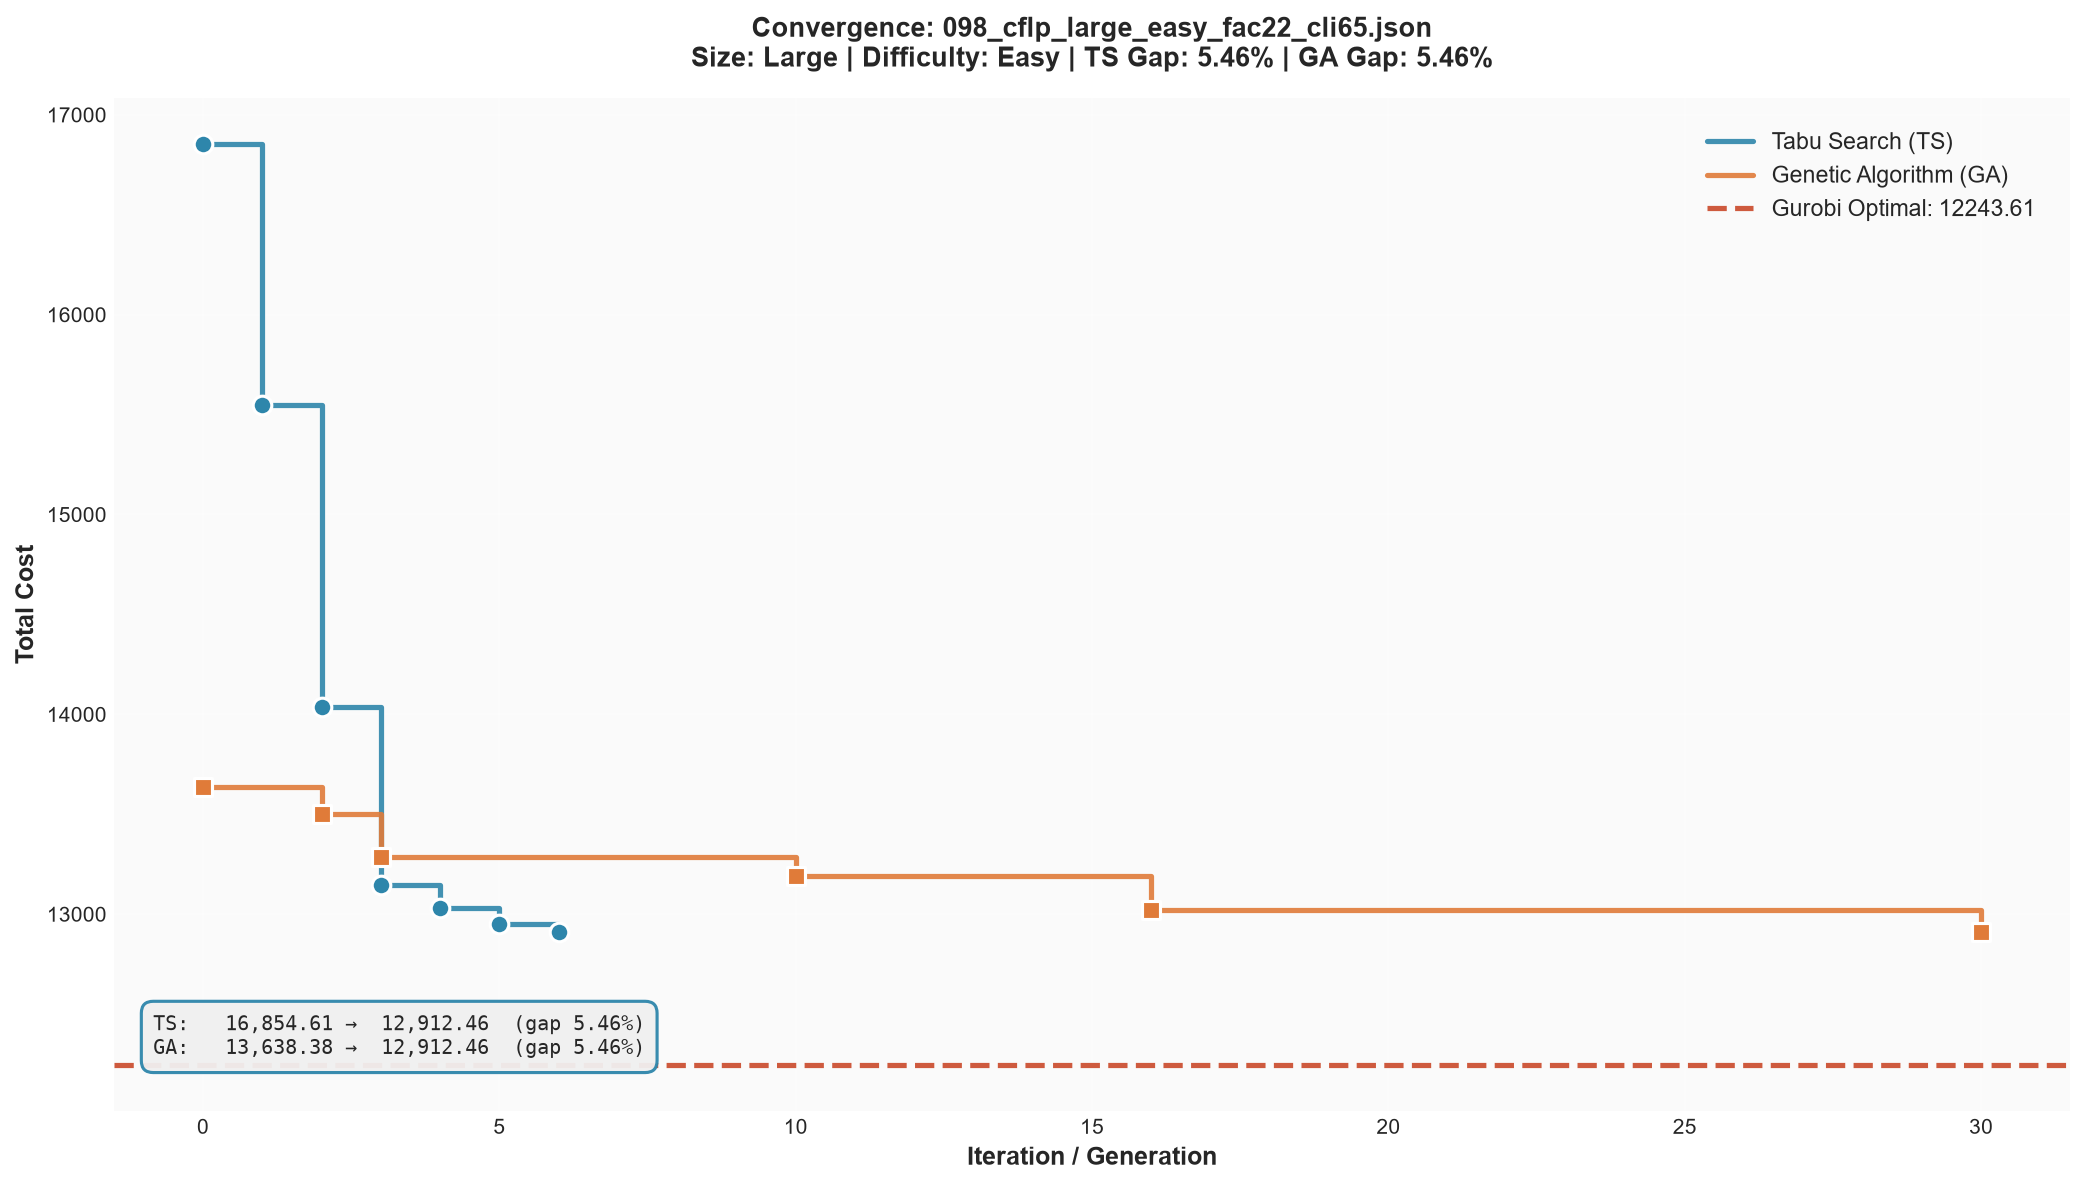 Convergence: 098_cflp_large_easy_fac22_cli65.json
Size: Large | Difficulty: Easy | TS Gap: 5.46% | GA Gap: 5.46%
Tabu Search (TS)
Genetic Algorithm (GA)
Gurobi Optimal: 12243.61
17000
16000
15000
14000
13000
Total Cost
TS:   16,854.61 →  12,912.46  (gap 5.46%)
GA:   13,638.38 →  12,912.46  (gap 5.46%)
0 5 10 15 20 25 30
Iteration / Generation